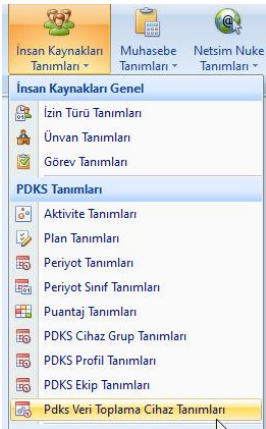 İnsan Kaynakları Tanımları
Muhasebe Tanımları
Netsim Nuke Tanımları
İnsan Kaynakları Genel
İzin Türü Tanımları
Ünvan Tanımları
Görev Tanımları
PDKS Tanımları
Aktivite Tanımları
Plan Tanımları
Periyot Tanımları
Periyot Sınıf Tanımları
Puantaj Tanımları
PDKS Cihaz Grup Tanımları
PDKS Profil Tanımları
PDKS Ekip Tanımları
Pdks Veri Toplama Cihaz Tanımları